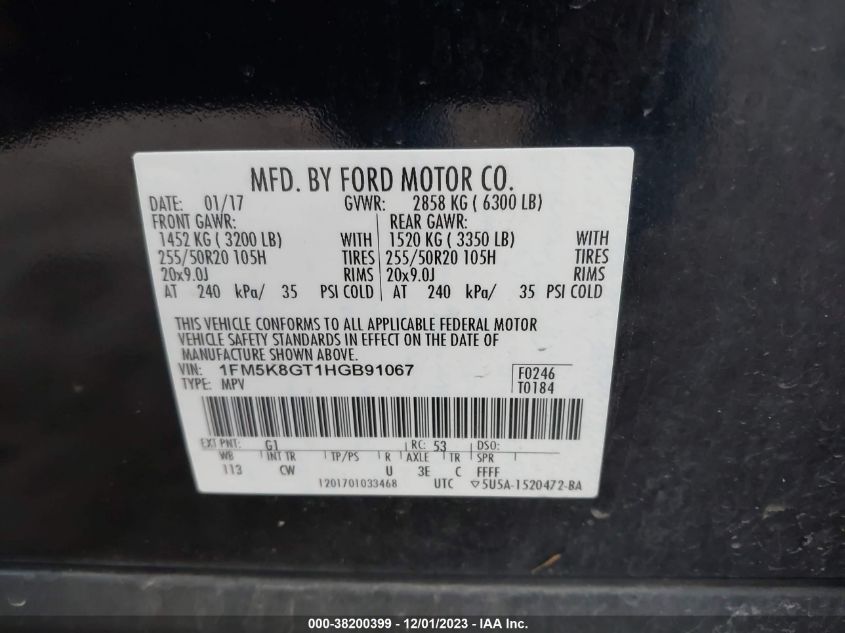 MFD. BY FORD MOTOR CO.
DATE: 01/17 GVWR: 2858 KG ( 6300 LB)
FRONT GAWR: REAR GAWR:
1452 KG ( 3200 LB) WITH 1520 KG ( 3350 LB) WITH
255/50R20 105H TIRES 255/50R20 105H TIRES
20x9.0J RIMS 20x9.0J RIMS
AT 240 kPa/ 35 PSI COLD AT 240 kPa/ 35 PSI COLD
THIS VEHICLE CONFORMS TO ALL APPLICABLE FEDERAL MOTOR
VEHICLE SAFETY STANDARDS IN EFFECT ON THE DATE OF
MANUFACTURE SHOWN ABOVE.
VIN: 1FM5K8GT1HGB91067 F0246
TYPE: MPV T0184
EXT PNT: G1 RC: 53 DSO:
WB INT TR TP/PS R AXLE TR SPR
113 CW U 3E C FFFF
1201701033468 UTC ▽5U5A-1520472-BA
000-38200399 - 12/01/2023 - IAA Inc.